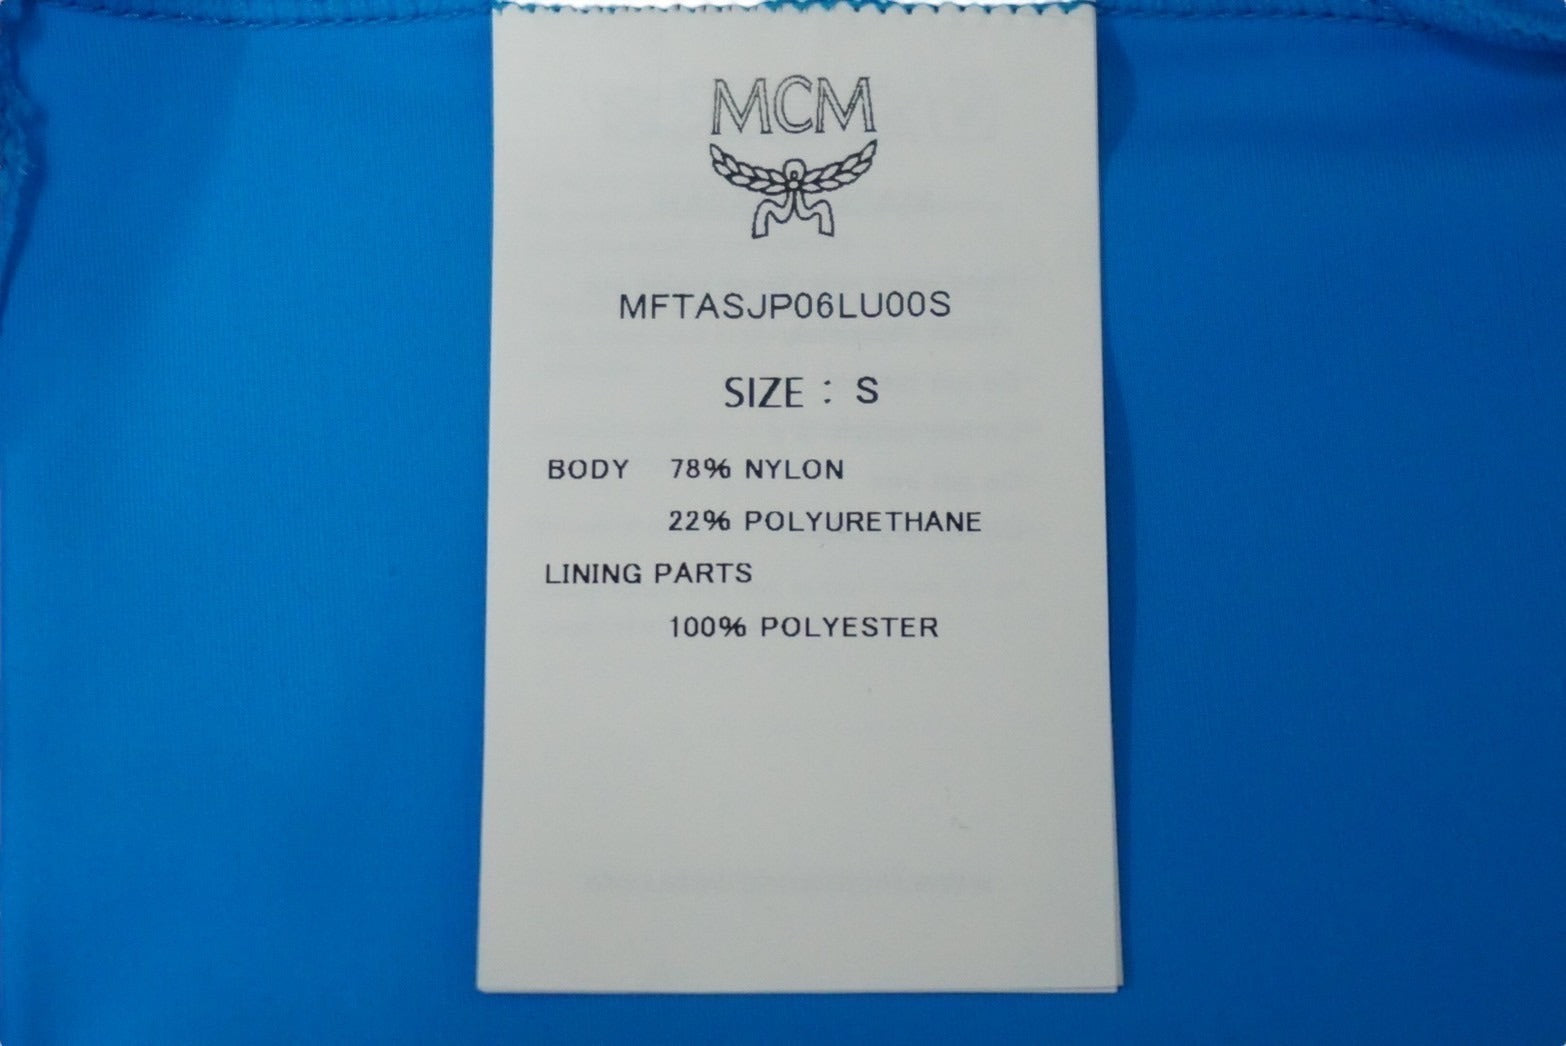 MCM
MFTASJP06LU00S
SIZE : S
BODY 78% NYLON
22% POLYURETHANE
LINING PARTS
100% POLYESTER